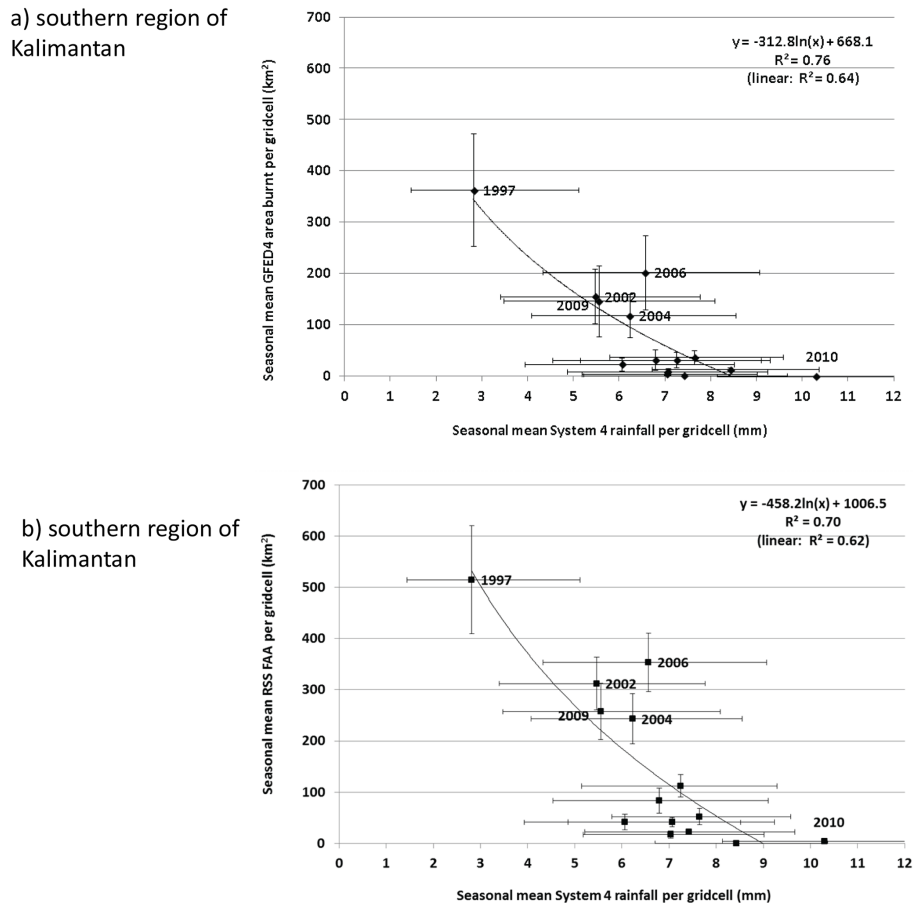 a) southern region of
Kalimantan
Seasonal mean GFED4 area burnt per gridcell (km²)
700
600
500
400
300
200
100
0
y = -312.8ln(x) + 668.1
R² = 0.76
(linear: R² = 0.64)
1997
2006
2002
2009
2004
2010
0 1 2 3 4 5 6 7 8 9 10 11 12
Seasonal mean System 4 rainfall per gridcell (mm)
b) southern region of
Kalimantan
Seasonal mean RSS FAA per gridcell (km²)
700
600
500
400
300
200
100
0
y = -458.2ln(x) + 1006.5
R² = 0.70
(linear: R² = 0.62)
1997
2006
2002
2009
2004
2010
0 1 2 3 4 5 6 7 8 9 10 11 12
Seasonal mean System 4 rainfall per gridcell (mm)